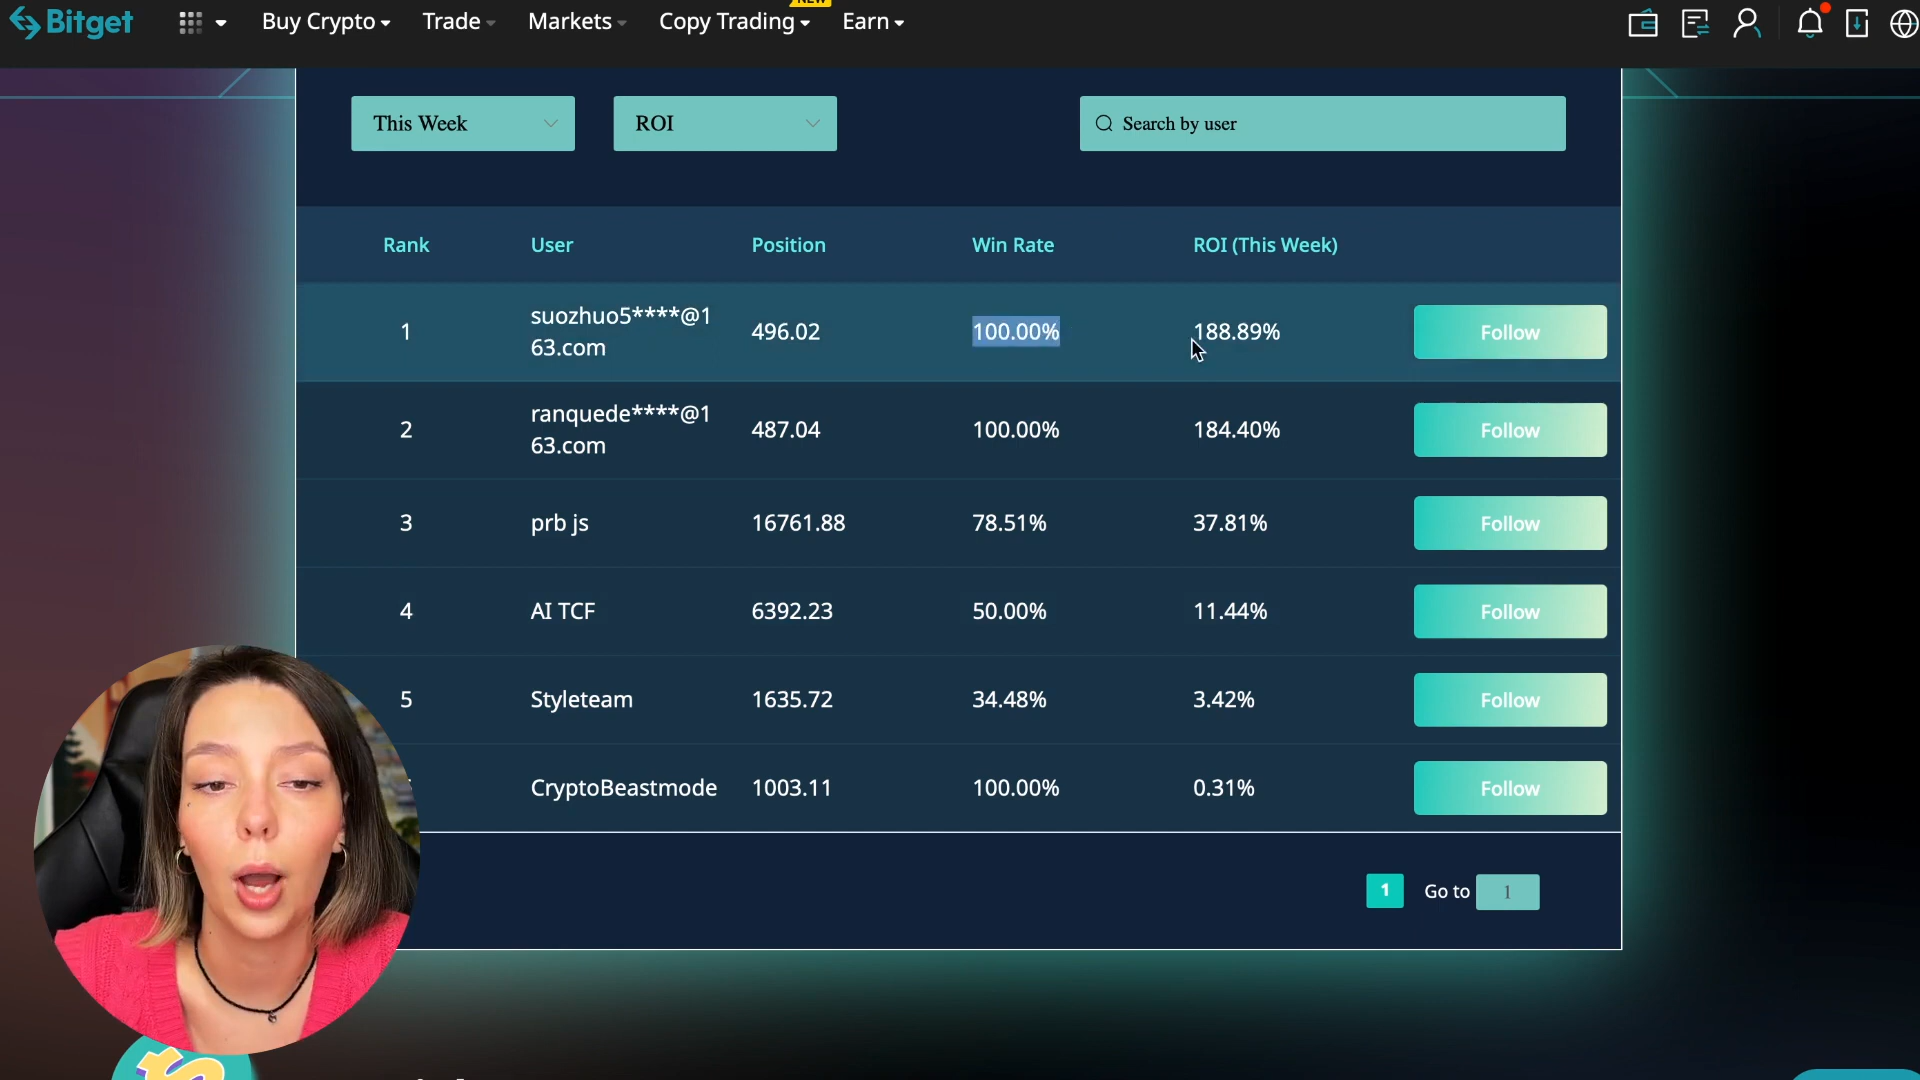 Bitget
Buy Crypto Trade Markets Copy Trading NEW Earn
This Week ROI Search by user
Rank User Position Win Rate ROI (This Week)
1 suozhuo5****@1
63.com 496.02 100.00% 188.89% Follow
2 ranquede****@1
63.com 487.04 100.00% 184.40% Follow
3 prb js 16761.88 78.51% 37.81% Follow
4 AI TCF 6392.23 50.00% 11.44% Follow
5 Styleteam 1635.72 34.48% 3.42% Follow
CryptoBeastmode 1003.11 100.00% 0.31% Follow
1 Go to 1